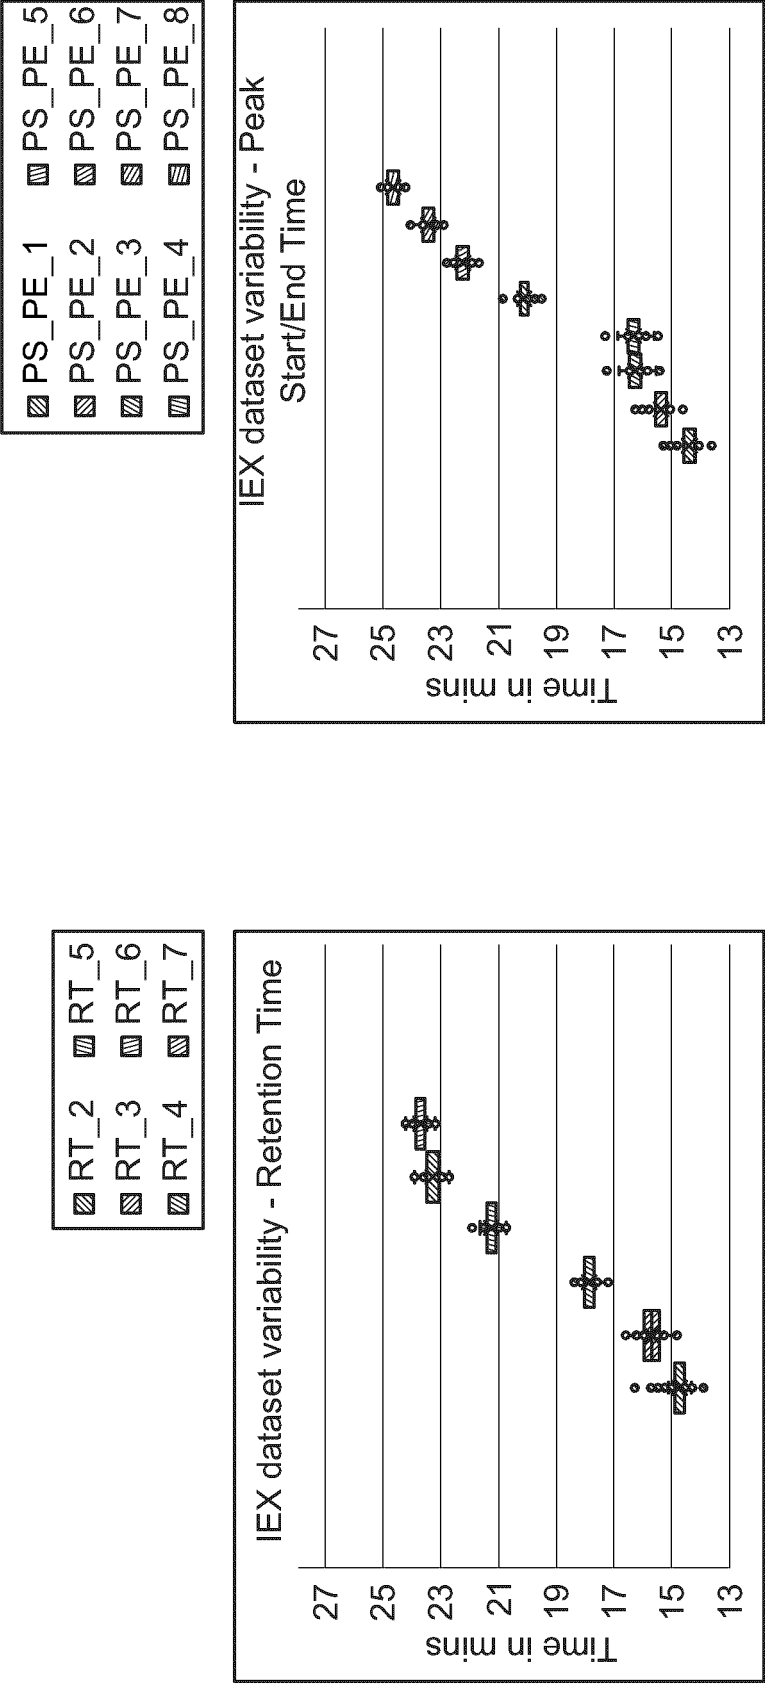 IEX dataset variability - Retention Time
Time in mins
27
25
23
21
19
17
15
13
RT_2 RT_5
RT_3 RT_6
RT_4 RT_7
IEX dataset variability - Peak
Start/End Time
Time in mins
27
25
23
21
19
17
15
13
PS_PE_1 PS_PE_5
PS_PE_2 PS_PE_6
PS_PE_3 PS_PE_7
PS_PE_4 PS_PE_8